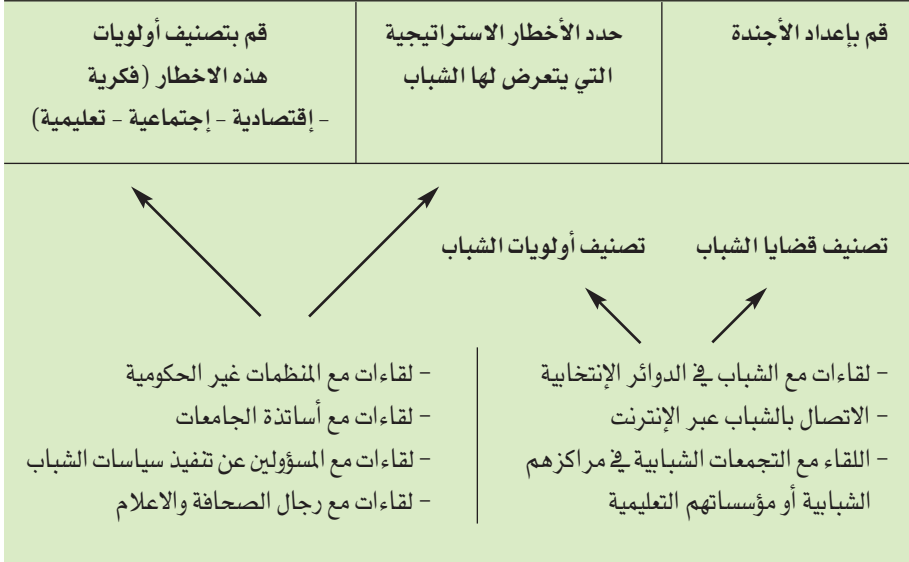 قم بإعداد الأجندة
حدد الأخطار الاستراتيجية
التي يتعرض لها الشباب
قم بتصنيف أولويات
هذه الاخطار (فكرية
- إقتصادية - إجتماعية - تعليمية)
تصنيف قضايا الشباب
تصنيف أولويات الشباب
- لقاءات مع الشباب في الدوائر الإنتخابية
- الاتصال بالشباب عبر الإنترنت
- اللقاء مع التجمعات الشبابية في مراكزهم
الشبابية أو مؤسساتهم التعليمية
- لقاءات مع المنظمات غير الحكومية
- لقاءات مع أساتذة الجامعات
- لقاءات مع المسؤولين عن تنفيذ سياسات الشباب
- لقاءات مع رجال الصحافة والاعلام